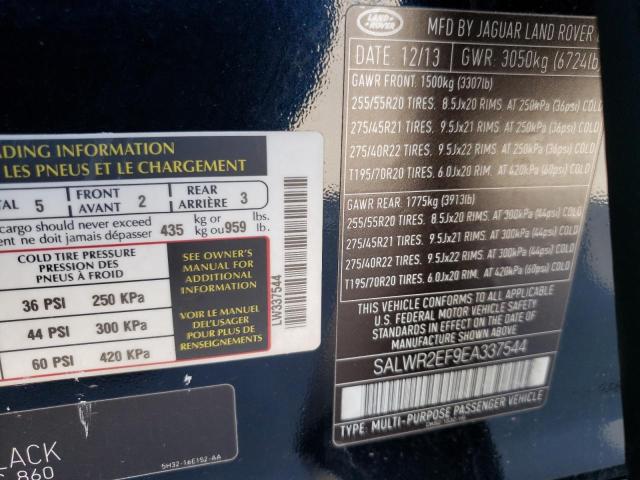 LAND
ROVER
MFD BY JAGUAR LAND ROVER
DATE: 12/13 GWR: 3050kg (6724lb
GAWR FRONT: 1500kg (3307lb)
255/55R20 TIRES, 8.5Jx20 RIMS, AT 250kPa (36psi) COLD
275/45R21 TIRES, 9.5Jx21 RIMS, AT 250kPa (36psi) COLD
275/40R22 TIRES, 9.5Jx22 RIMS, AT 250kPa (36psi) COLD
T195/70R20 TIRES, 6.0Jx20 RIM, AT 420kPa (60psi) COLD
GAWR REAR: 1775kg (3913lb)
255/55R20 TIRES, 8.5Jx20 RIMS, AT 300kPa (44psi) COLD
275/45R21 TIRES, 9.5Jx21 RIMS, AT 300kPa (44psi) COLD
275/40R22 TIRES, 9.5Jx22 RIMS, AT 300kPa (44psi) COLD
T195/70R20 TIRES, 6.0Jx20 RIM, AT 420kPa (60psi) COLD
THIS VEHICLE CONFORMS TO ALL APPLICABLE
U.S. FEDERAL MOTOR VEHICLE SAFETY
STANDARDS IN EFFECT ON THE DATE OF
MANUFACTURE SHOWN ABOVE
SALWR2EF9EA337544
TYPE: MULTI-PURPOSE PASSENGER VEHICLE
ADING INFORMATION
LES PNEUS ET LE CHARGEMENT
TAL 5 FRONT AVANT 2 REAR ARRIÈRE 3
cargo should never exceed
ent ne doit jamais dépasser 435 kg or kg ou 959 lbs. lb.
COLD TIRE PRESSURE
PRESSION DES
PNEUS À FROID
36 PSI 250 KPa
44 PSI 300 KPa
60 PSI 420 KPa
SEE OWNER'S
MANUAL FOR
ADDITIONAL
INFORMATION
VOIR LE MANUEL
DE L'USAGER
POUR PLUS DE
RENSEIGNEMENTS
LW337544
LACK
860
5H32-16E152-AA